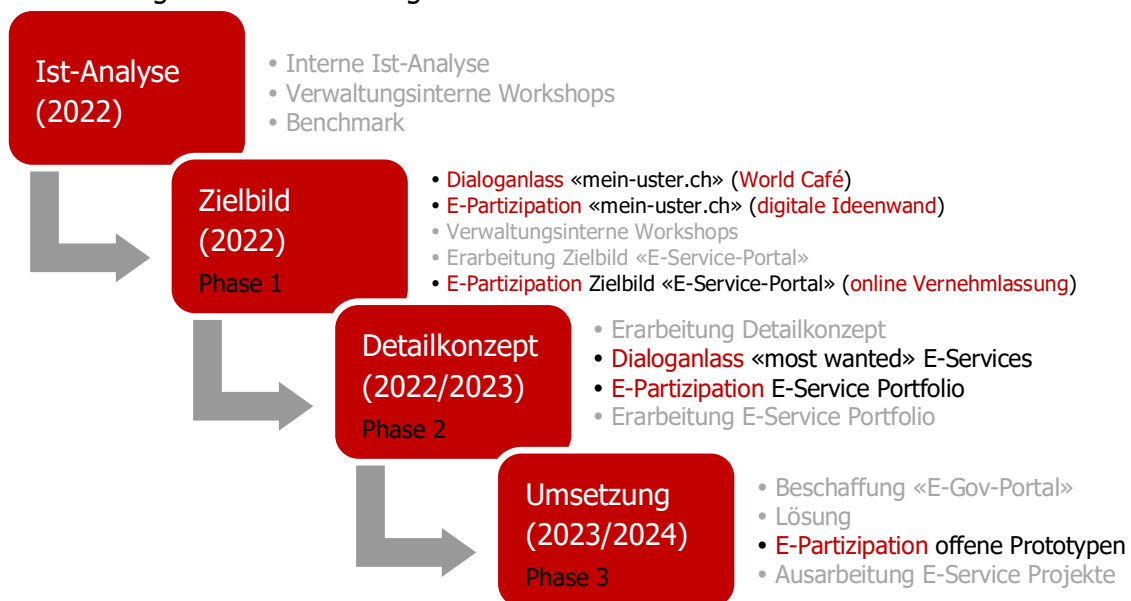 Ist-Analyse
(2022)
• Interne Ist-Analyse
• Verwaltungsinterne Workshops
• Benchmark
Zielbild
(2022)
Phase 1
• Dialoganlass «mein-uster.ch» (World Café)
• E-Partizipation «mein-uster.ch» (digitale Ideenwand)
• Verwaltungsinterne Workshops
• Erarbeitung Zielbild «E-Service-Portal»
• E-Partizipation Zielbild «E-Service-Portal» (online Vernehmlassung)
Detailkonzept
(2022/2023)
Phase 2
• Erarbeitung Detailkonzept
• Dialoganlass «most wanted» E-Services
• E-Partizipation E-Service Portfolio
• Erarbeitung E-Service Portfolio
Umsetzung
(2023/2024)
Phase 3
• Beschaffung «E-Gov-Portal»
• Lösung
• E-Partizipation offene Prototypen
• Ausarbeitung E-Service Projekte